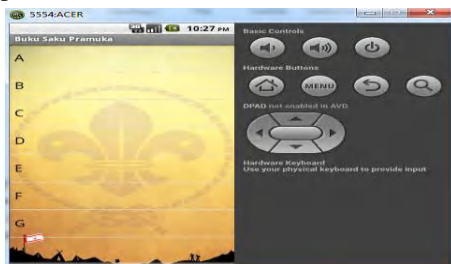 5554:ACER
3G 10:27 PM
Buku Saku Pramuka
A
B
C
D
E
F
G
Basic Controls
Hardware Buttons
MENU
DPAD not enabled in AVD
Hardware Keyboard
Use your physical keyboard to provide input